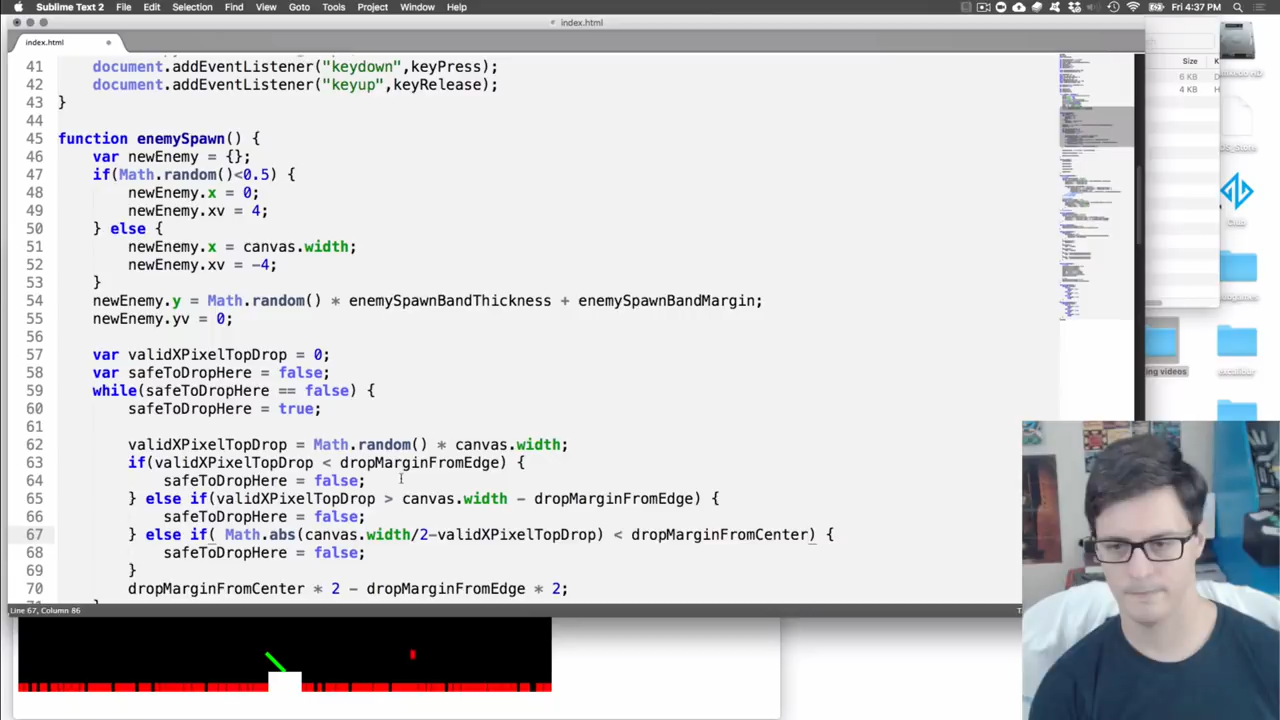 Sublime Text 2 File Edit Selection Find View Goto Tools Project Window Help Fri 4:37 PM
index.html
index.html
Size K
6 KB D
4 KB
41 document.addEventListener("keydown",keyPress);
42 document.addEventListener("keyup",keyRelease);
43 }
44
45 function enemySpawn() {
46 var newEnemy = {};
47 if(Math.random()<0.5) {
48 newEnemy.x = 0;
49 newEnemy.xv = 4;
50 } else {
51 newEnemy.x = canvas.width;
52 newEnemy.xv = -4;
53 }
54 newEnemy.y = Math.random() * enemySpawnBandThickness + enemySpawnBandMargin;
55 newEnemy.yv = 0;
56
57 var validXPixelTopDrop = 0;
58 var safeToDropHere = false;
59 while(safeToDropHere == false) {
60 safeToDropHere = true;
61
62 validXPixelTopDrop = Math.random() * canvas.width;
63 if(validXPixelTopDrop < dropMarginFromEdge) {
64 safeToDropHere = false;
65 } else if(validXPixelTopDrop > canvas.width - dropMarginFromEdge) {
66 safeToDropHere = false;
67 } else if( Math.abs(canvas.width/2-validXPixelTopDrop) < dropMarginFromCenter) {
68 safeToDropHere = false;
69 }
70 dropMarginFromCenter * 2 - dropMarginFromEdge * 2;
Line 67, Column 86
ing videos
excalibur